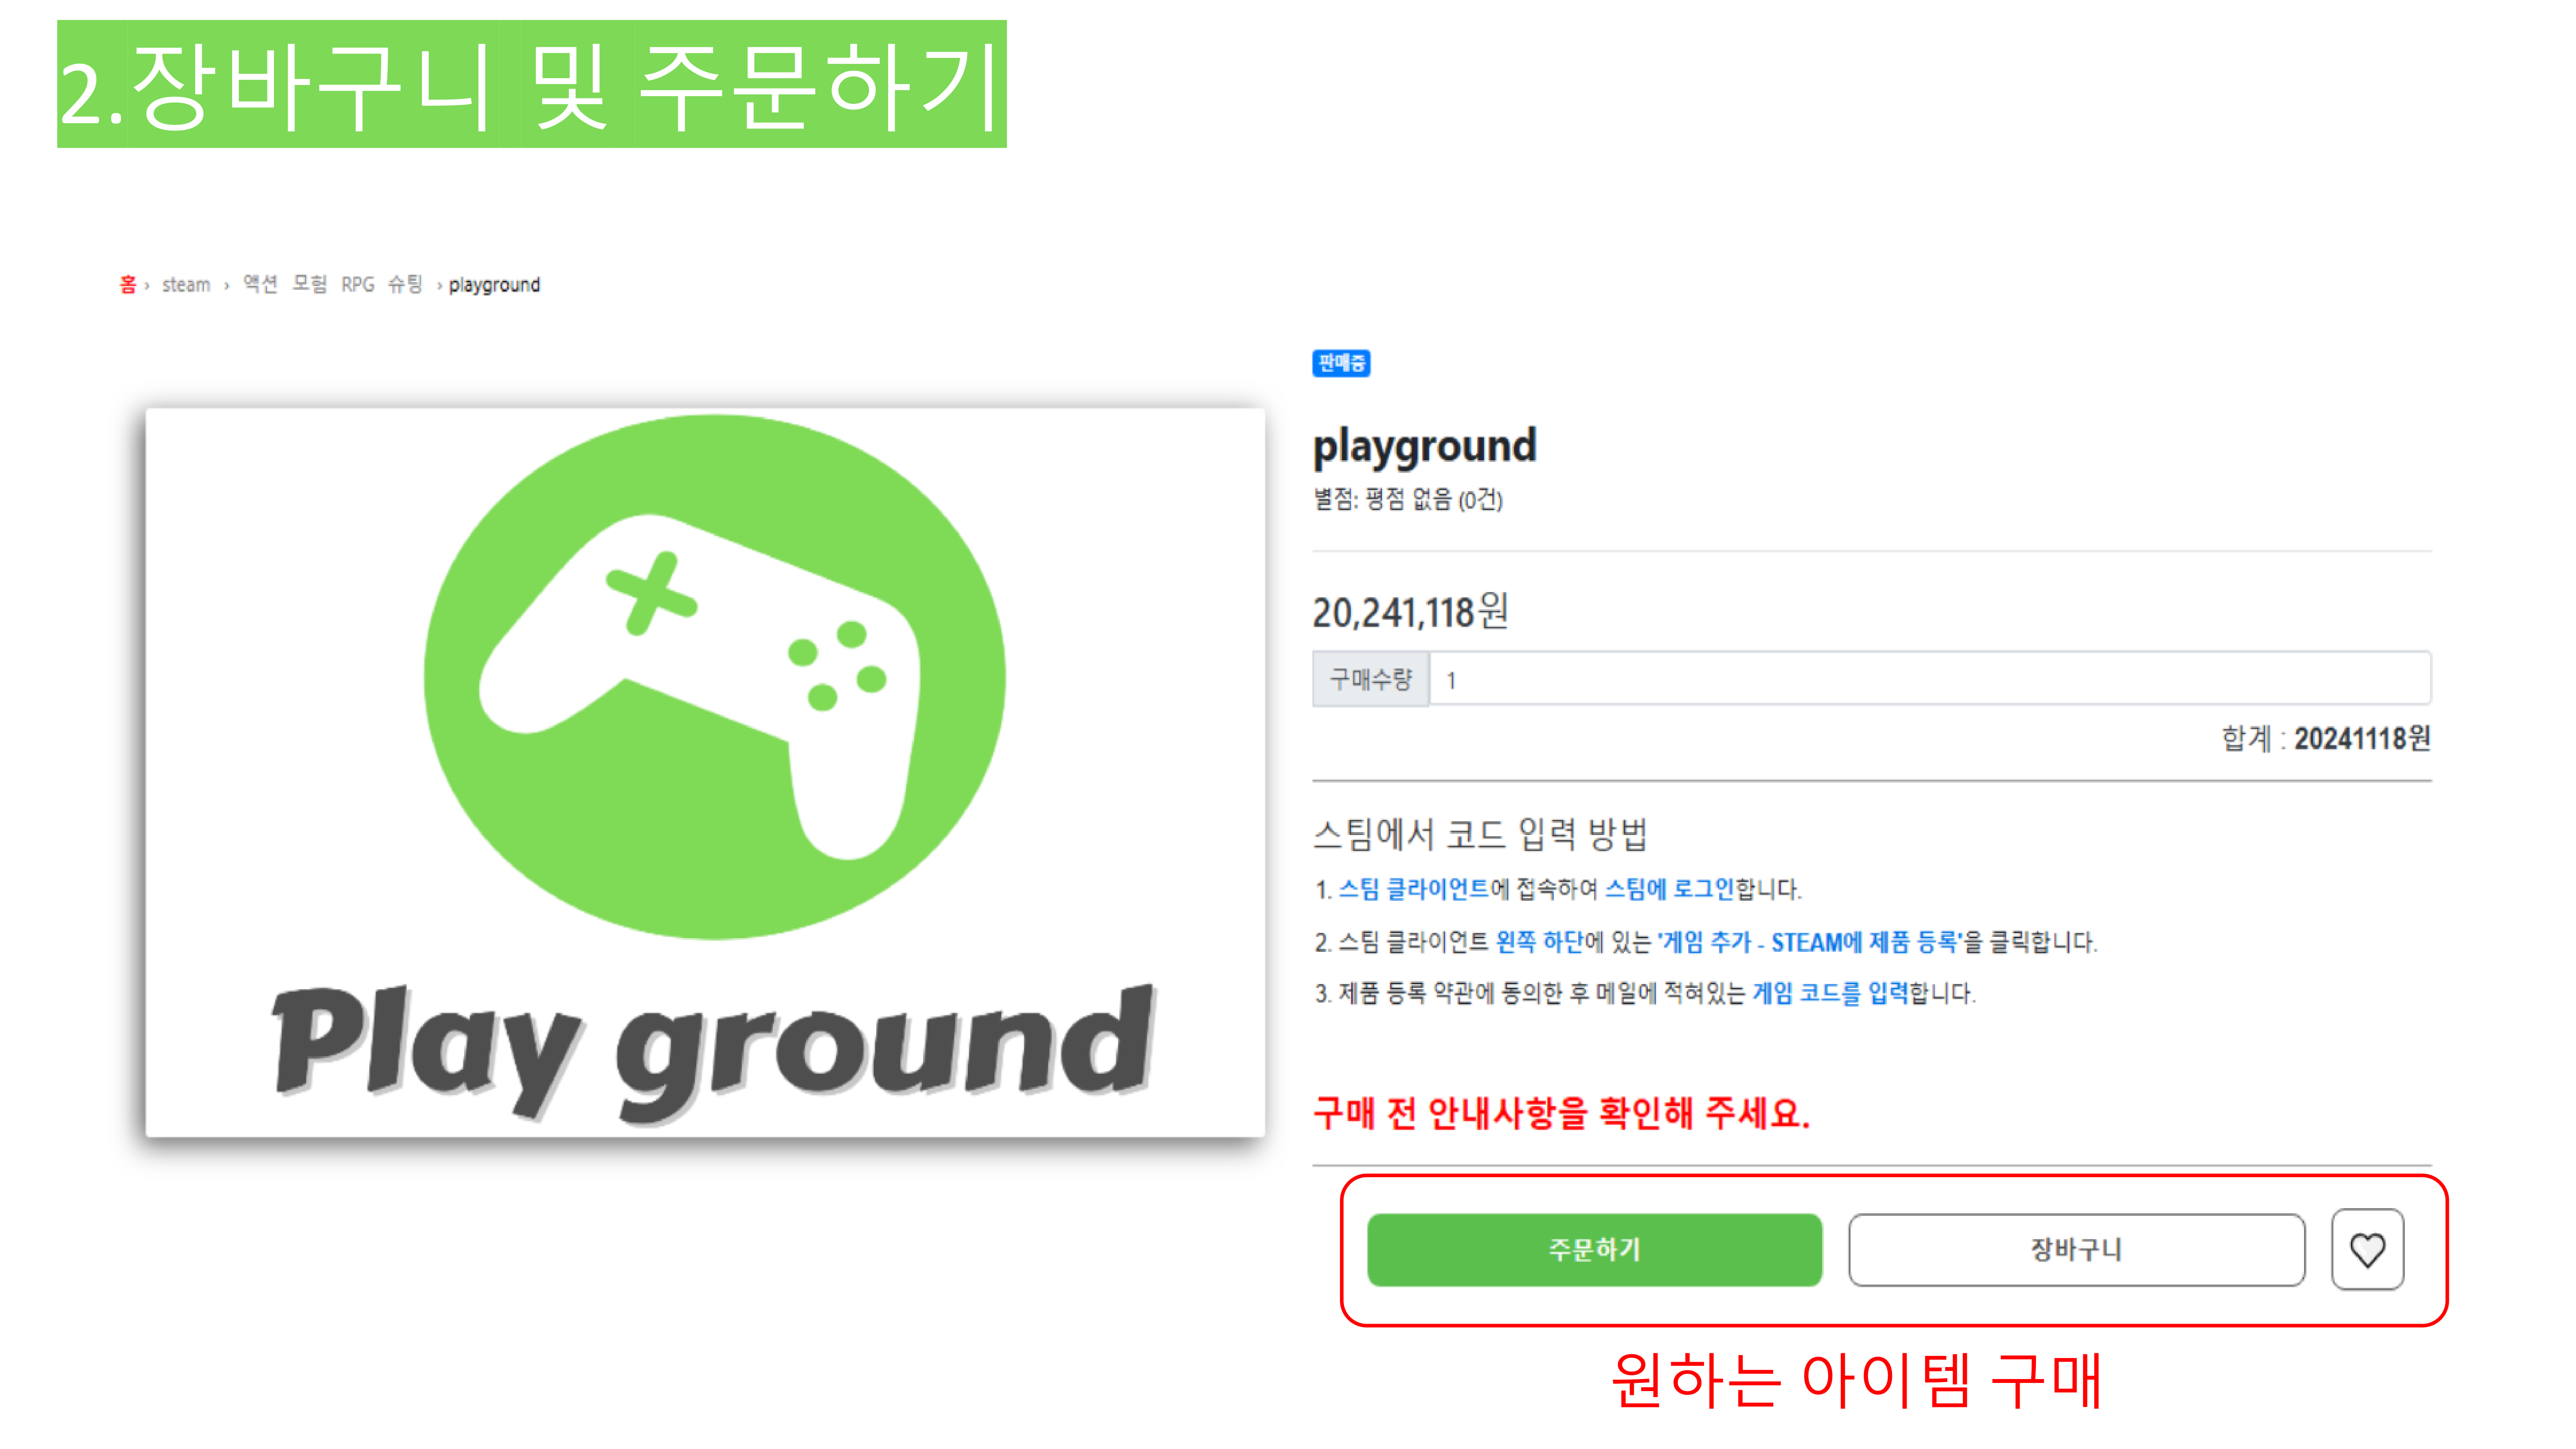 2.장바구니 및 주문하기
홈 › steam › 액션 모험 RPG 슈팅 › playground
판매중
playground
별점: 평점 없음 (0건)
20,241,118원
구매수량 1
합계 : 20241118원
스팀에서 코드 입력 방법
1. 스팀 클라이언트에 접속하여 스팀에 로그인합니다.
2. 스팀 클라이언트 왼쪽 하단에 있는 '게임 추가 - STEAM에 제품 등록'을 클릭합니다.
3. 제품 등록 약관에 동의한 후 메일에 적혀있는 게임 코드를 입력합니다.
Play ground
구매 전 안내사항을 확인해 주세요.
주문하기 장바구니
원하는 아이템 구매